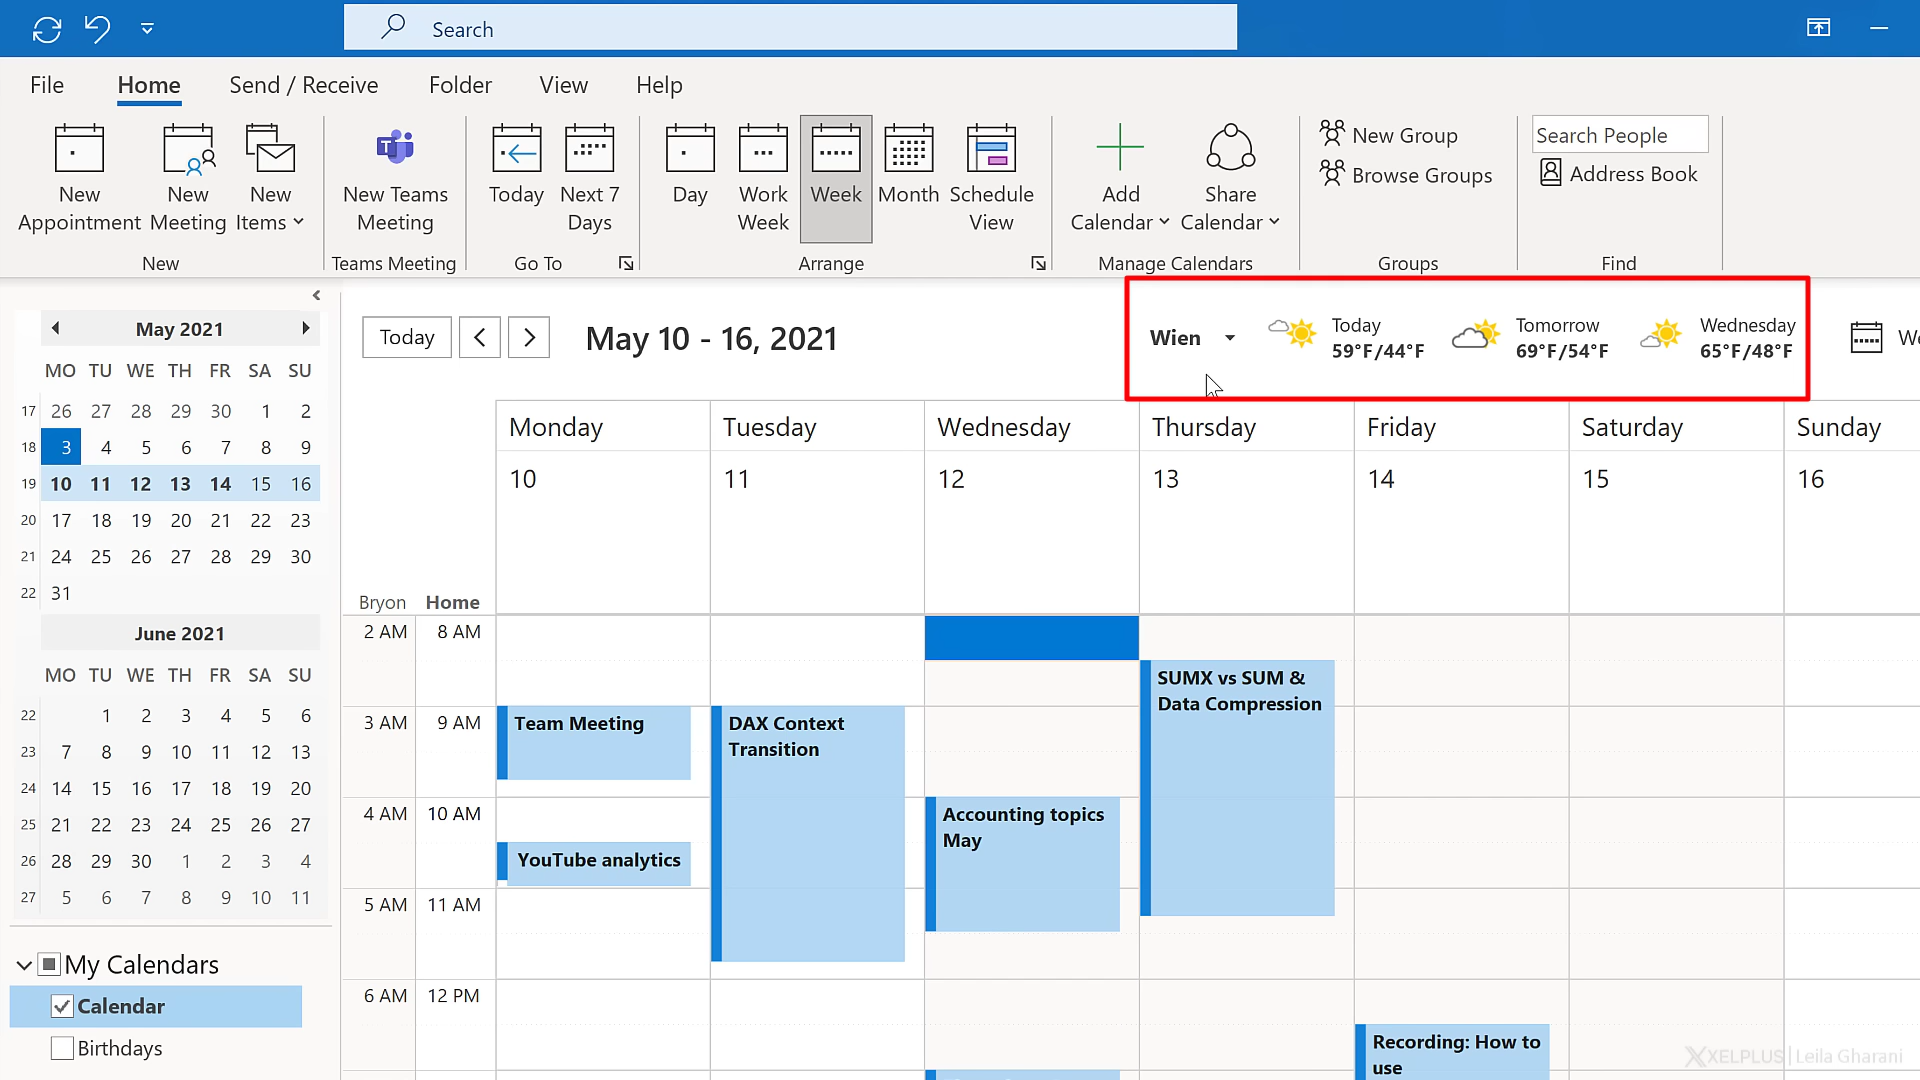 Search
File Home Send / Receive Folder View Help
New Appointment
New Meeting
New Items
New Teams Meeting
Today
Next 7 Days
Day
Work Week
Week
Month
Schedule View
Add Calendar
Share Calendar
New Group
Browse Groups
Search People
Address Book
New
Teams Meeting
Go To
Arrange
Manage Calendars
Groups
Find
May 2021
MO TU WE TH FR SA SU
17 26 27 28 29 30 1 2
18 3 4 5 6 7 8 9
19 10 11 12 13 14 15 16
20 17 18 19 20 21 22 23
21 24 25 26 27 28 29 30
22 31
June 2021
MO TU WE TH FR SA SU
22 1 2 3 4 5 6
23 7 8 9 10 11 12 13
24 14 15 16 17 18 19 20
25 21 22 23 24 25 26 27
26 28 29 30 1 2 3 4
27 5 6 7 8 9 10 11
My Calendars
Calendar
Birthdays
Today
May 10 - 16, 2021
Wien
Today
59°F/44°F
Tomorrow
69°F/54°F
Wednesday
65°F/48°F
Monday Tuesday Wednesday Thursday Friday Saturday Sunday
10 11 12 13 14 15 16
Bryon Home
2 AM 8 AM
3 AM 9 AM
4 AM 10 AM
5 AM 11 AM
6 AM 12 PM
Team Meeting
YouTube analytics
DAX Context
Transition
Accounting topics
May
SUMX vs SUM &
Data Compression
Recording: How to
use
XELPLUS | Leila Gharani